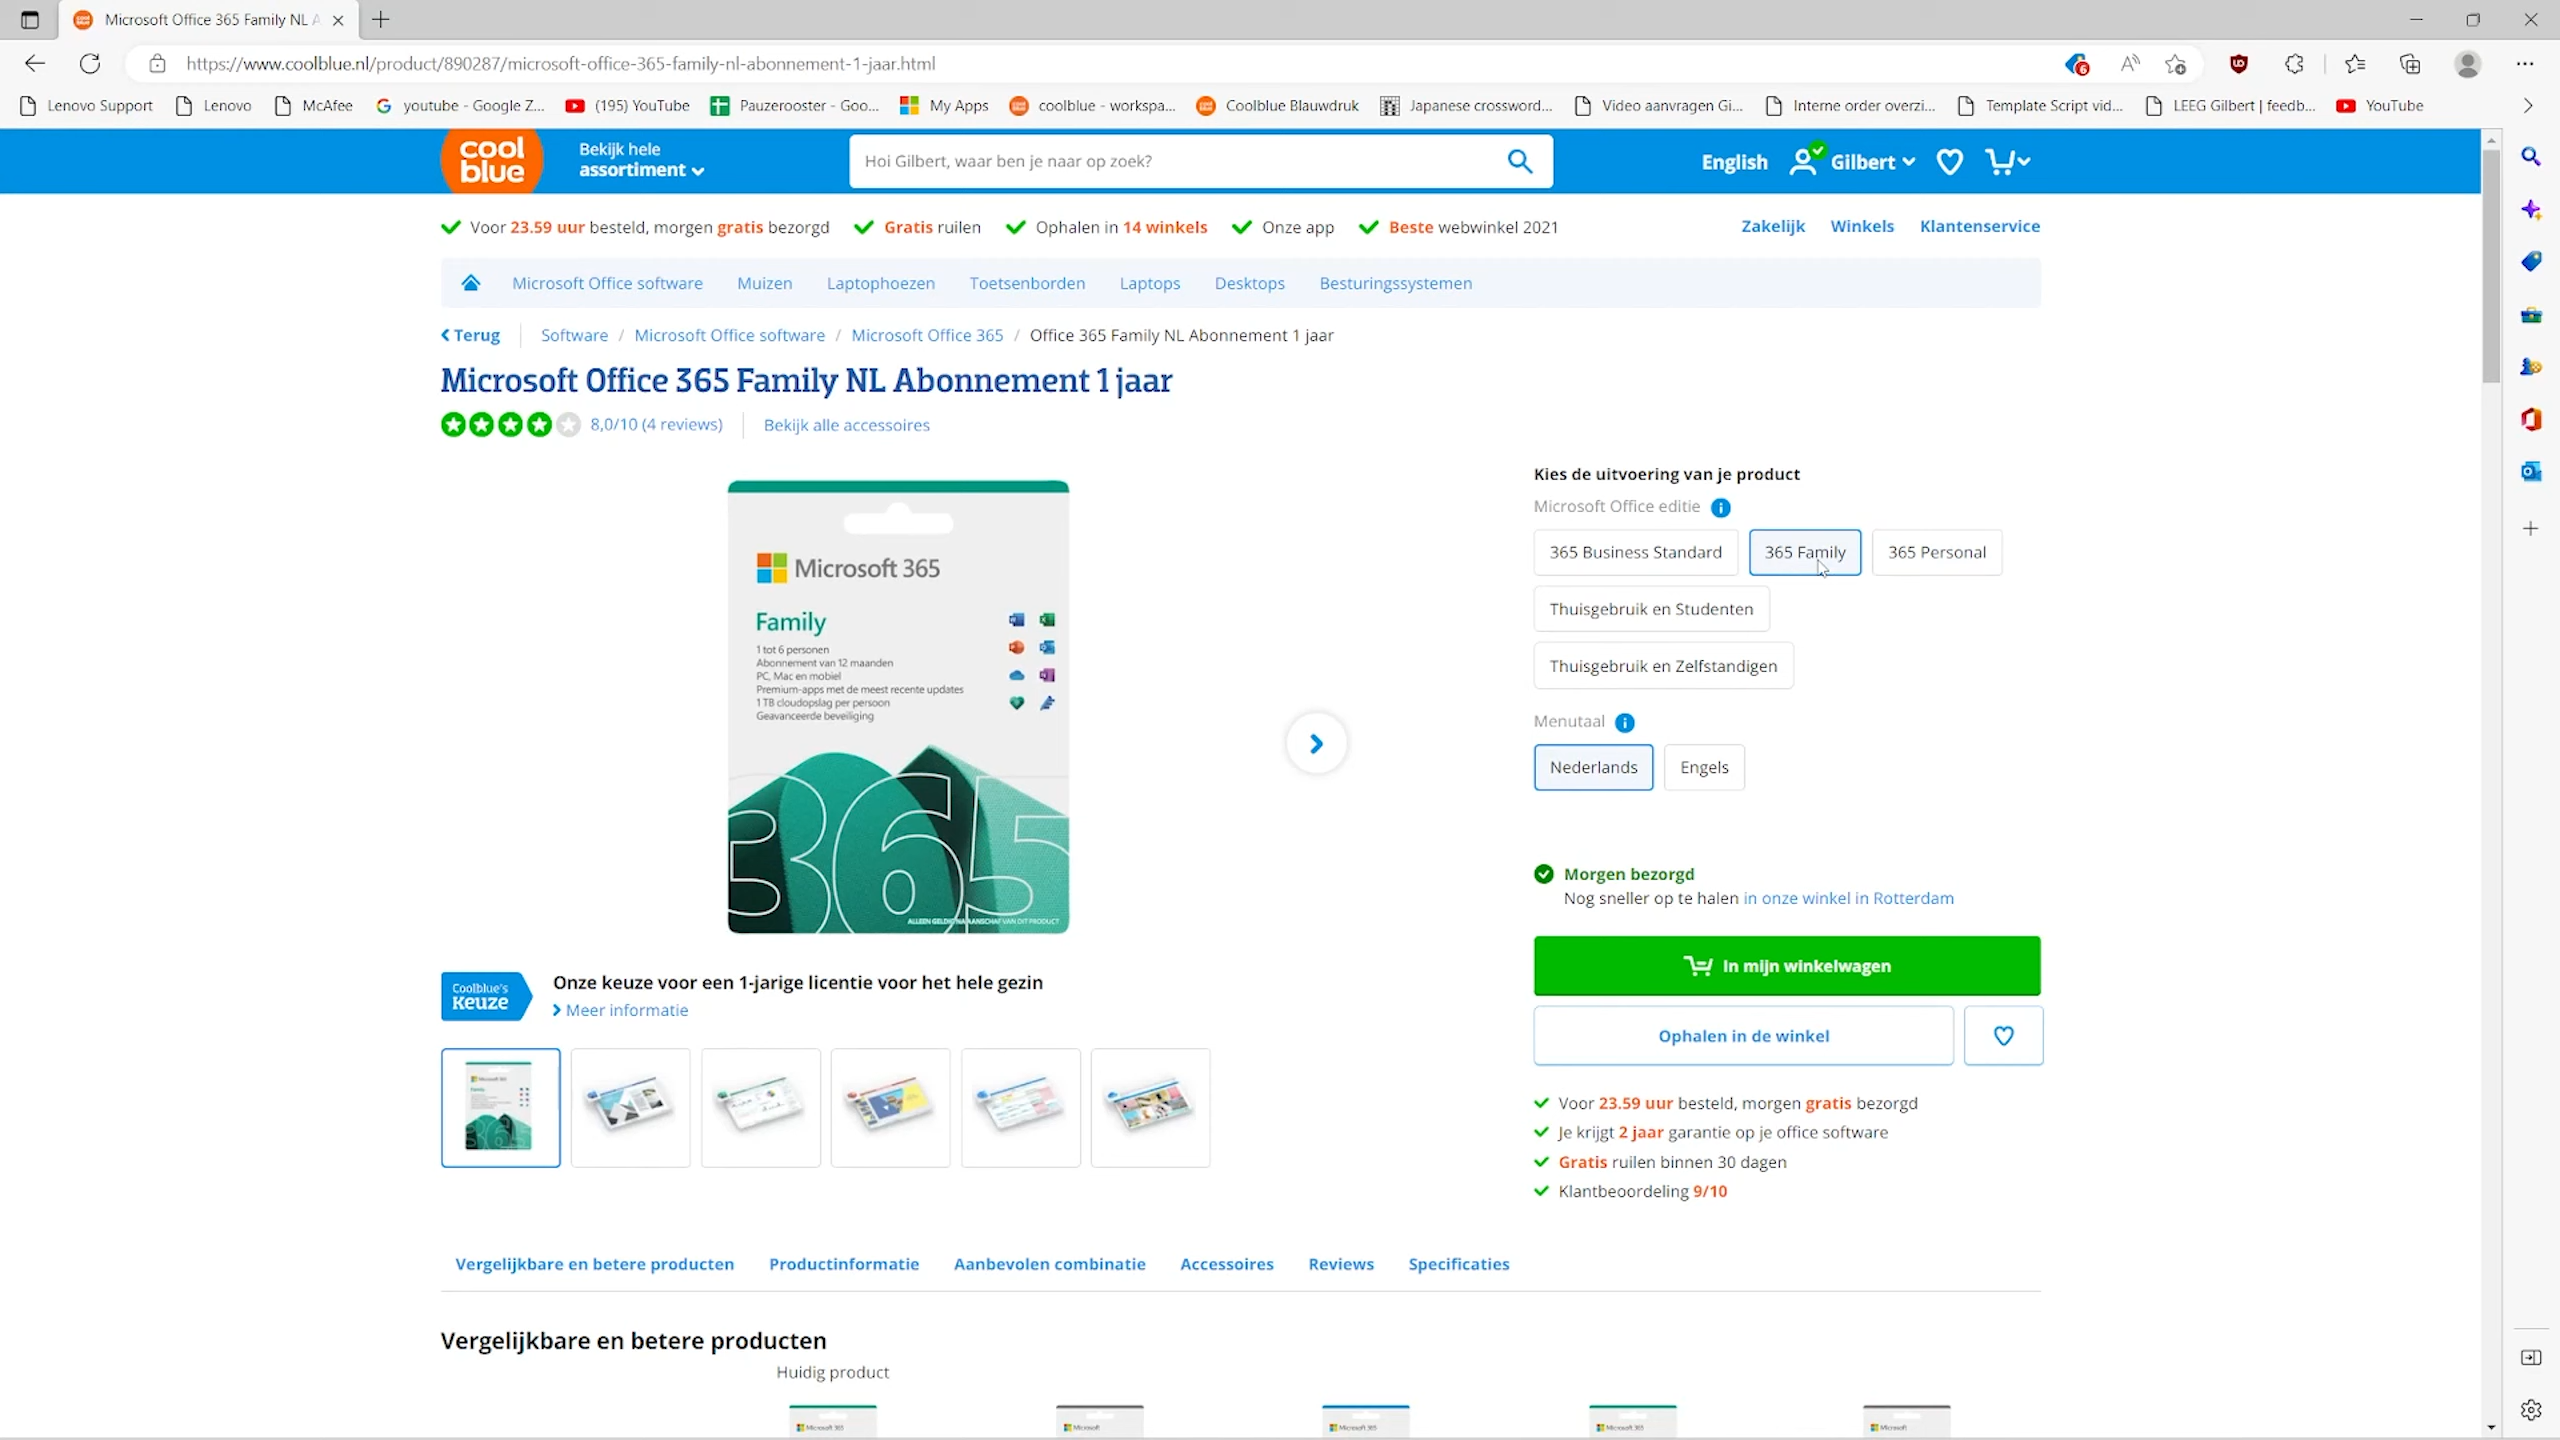 Microsoft Office 365 Family NL A
https://www.coolblue.nl/product/890287/microsoft-office-365-family-nl-abonnement-1-jaar.html
6
Lenovo Support
Lenovo
McAfee
youtube - Google Z...
(195) YouTube
Pauzerooster - Goo...
My Apps
coolblue - workspa...
Coolblue Blauwdruk
Japanese crossword...
Video aanvragen Gi...
Interne order overzi...
Template Script vid...
LEEG Gilbert | feedb...
YouTube
cool
blue
Bekijk hele
assortiment
Hoi Gilbert, waar ben je naar op zoek?
English
Gilbert
Voor 23.59 uur besteld, morgen gratis bezorgd
Gratis ruilen
Ophalen in 14 winkels
Onze app
Beste webwinkel 2021
Zakelijk
Winkels
Klantenservice
Microsoft Office software
Muizen
Laptophoezen
Toetsenborden
Laptops
Desktops
Besturingssystemen
Terug
Software / Microsoft Office software / Microsoft Office 365 / Office 365 Family NL Abonnement 1 jaar
Microsoft Office 365 Family NL Abonnement 1 jaar
8,0/10 (4 reviews)
Bekijk alle accessoires
Microsoft 365
Family
1 tot 6 personen
Abonnement van 12 maanden
PC, Mac en mobiel
Premium-apps met de meest recente updates
1 TB cloudopslag per persoon
Geavanceerde beveiliging
365
ALLEEN GELDIG NA AANSCHAF VAN DIT PRODUCT
Kies de uitvoering van je product
Microsoft Office editie
365 Business Standard
365 Family
365 Personal
Thuisgebruik en Studenten
Thuisgebruik en Zelfstandigen
Menutaal
Nederlands
Engels
Morgen bezorgd
Nog sneller op te halen in onze winkel in Rotterdam
In mijn winkelwagen
Ophalen in de winkel
Voor 23.59 uur besteld, morgen gratis bezorgd
Je krijgt 2 jaar garantie op je office software
Gratis ruilen binnen 30 dagen
Klantbeoordeling 9/10
Coolblue's
Keuze
Onze keuze voor een 1-jarige licentie voor het hele gezin
Meer informatie
Vergelijkbare en betere producten
Productinformatie
Aanbevolen combinatie
Accessoires
Reviews
Specificaties
Vergelijkbare en betere producten
Huidig product
Microsoft 365
Microsoft
Microsoft 365
Microsoft 365
Microsoft